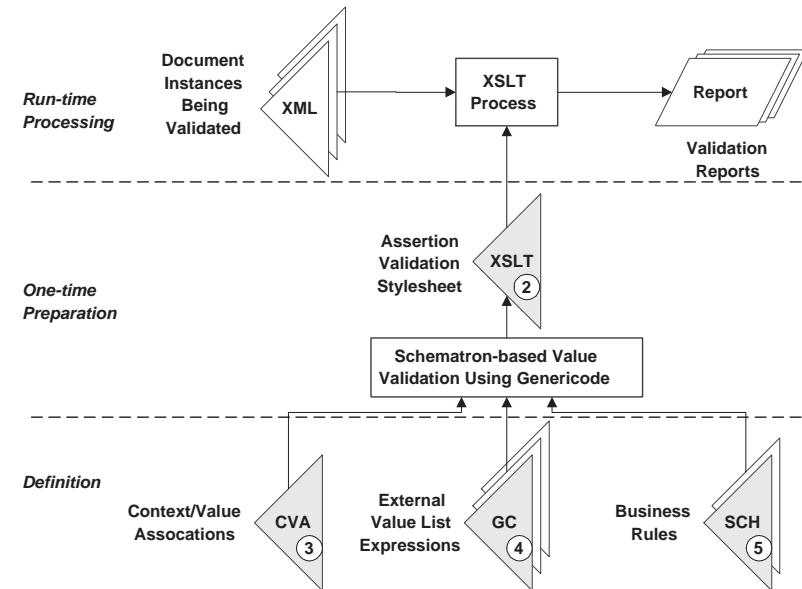 Document
Instances
Being
Validated
XML
XSLT
Process
Report
Validation
Reports
Run-time
Processing
Assertion
Validation
Stylesheet
XSLT
2
One-time
Preparation
Schematron-based Value
Validation Using Genericode
Definition
Context/Value
Assocations
CVA
3
External
Value List
Expressions
GC
4
Business
Rules
SCH
5